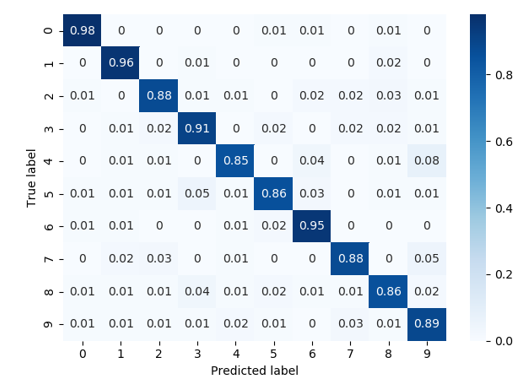 0 0.98 0 0 0 0 0.01 0.01 0 0.01 0
1 0 0.96 0 0.01 0 0 0 0 0.02 0
2 0.01 0 0.88 0.01 0.01 0 0.02 0.02 0.03 0.01
3 0 0.01 0.02 0.91 0 0.02 0 0.02 0.02 0.01
4 0 0.01 0.01 0 0.85 0 0.04 0 0.01 0.08
5 0.01 0.01 0.01 0.05 0.01 0.86 0.03 0 0.01 0.01
6 0.01 0.01 0 0 0.01 0.02 0.95 0 0 0
7 0 0.02 0.03 0 0.01 0 0 0.88 0 0.05
8 0.01 0.01 0.01 0.04 0.01 0.02 0.01 0.01 0.86 0.02
9 0.01 0.01 0.01 0.01 0.02 0.01 0 0.03 0.01 0.89
0 1 2 3 4 5 6 7 8 9
Predicted label
True label
0.8
0.6
0.4
0.2
0.0